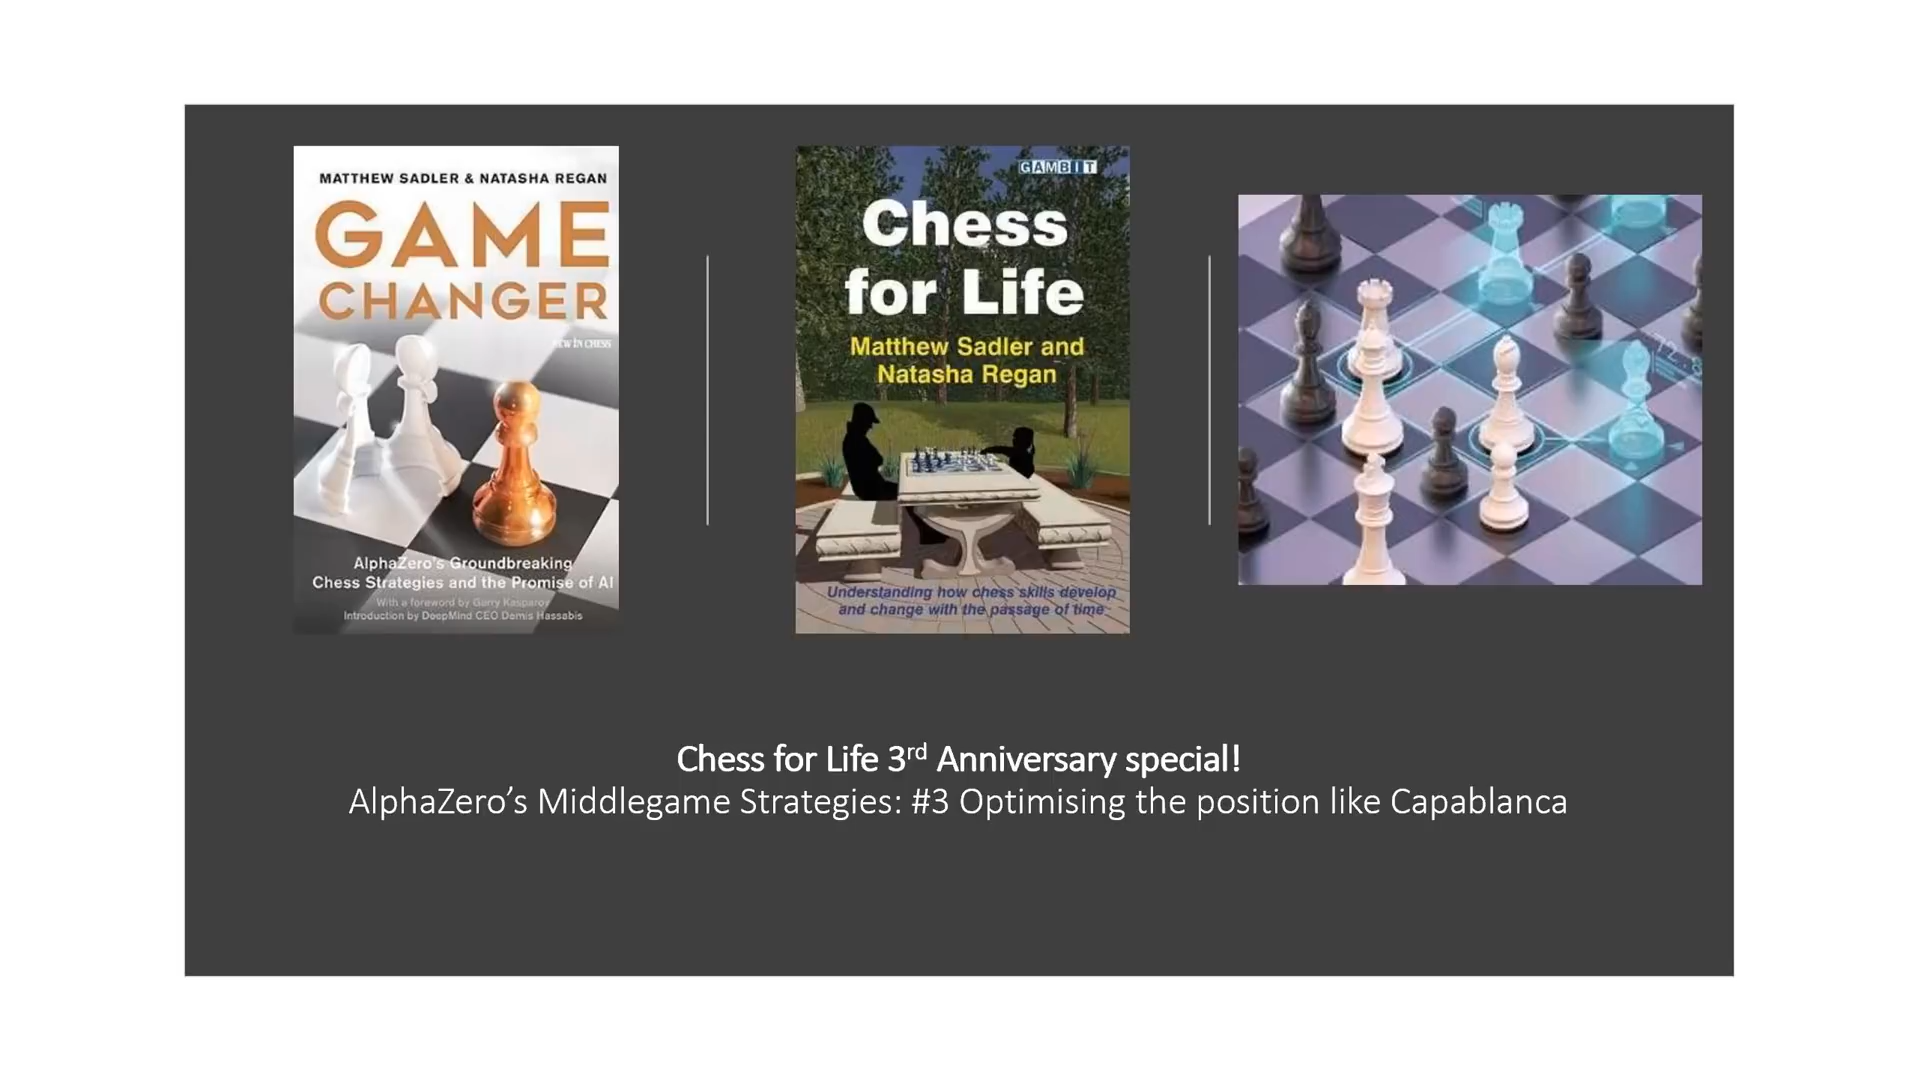 MATTHEW SADLER & NATASHA REGAN
GAME
CHANGER
NEW IN CHESS
AlphaZero's Groundbreaking
Chess Strategies and the Promise of AI
With a foreword by Garry Kasparov
Introduction by DeepMind CEO Demis Hassabis
GAMBIT
Chess
for Life
Matthew Sadler and
Natasha Regan
Understanding how chess skills develop
and change with the passage of time
Chess for Life 3rd Anniversary special!
AlphaZero’s Middlegame Strategies: #3 Optimising the position like Capablanca